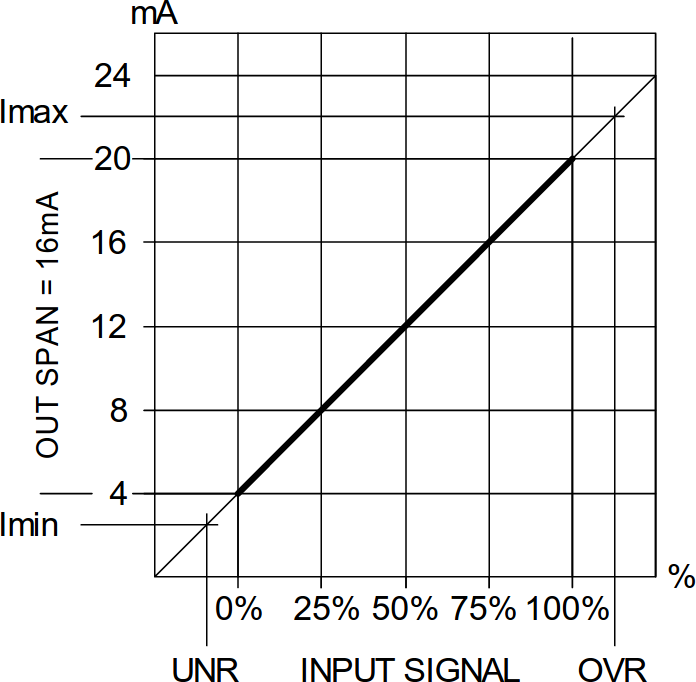 mA
24
Imax
20
16
12
8
4
Imin
OUT SPAN = 16mA
%
0% 25% 50% 75% 100%
UNR INPUT SIGNAL OVR